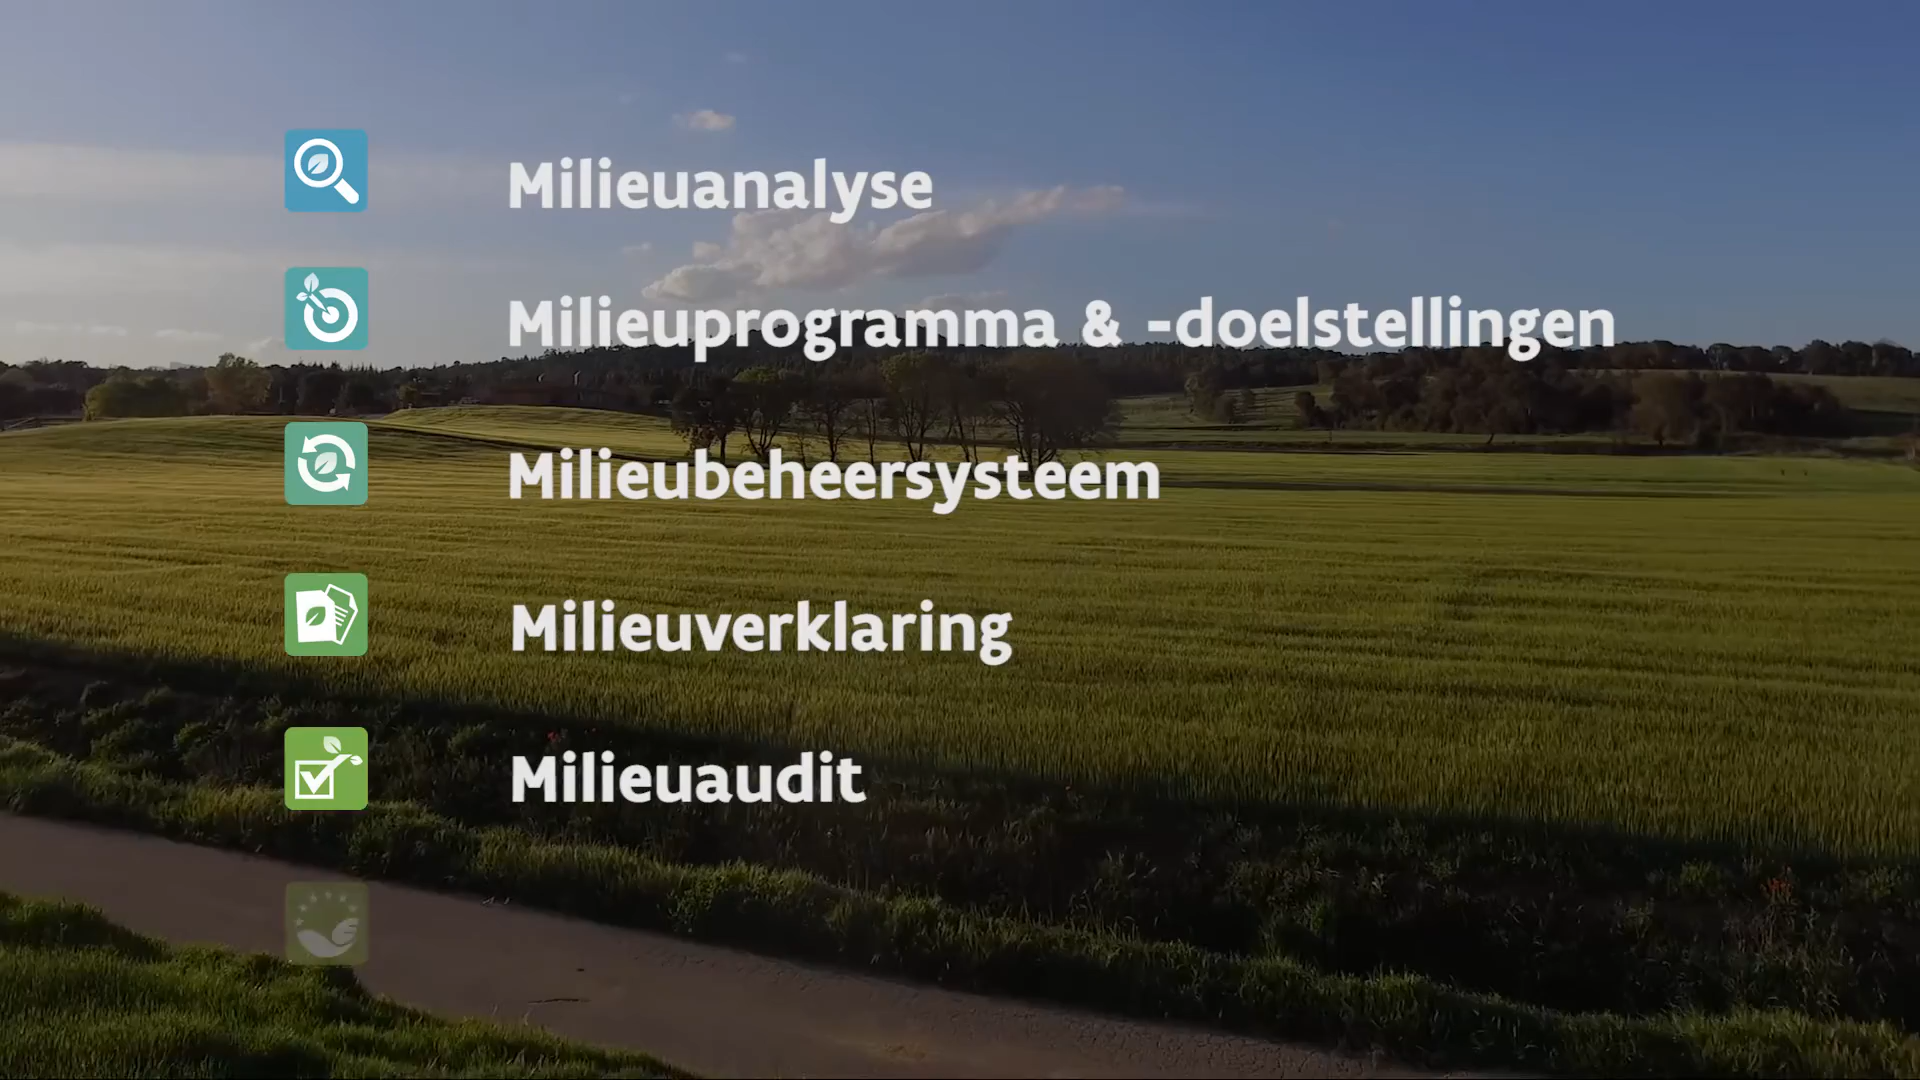 Milieuanalyse
Milieuprogramma & -doelstellingen
Milieubeheersysteem
Milieuverklaring
Milieuaudit